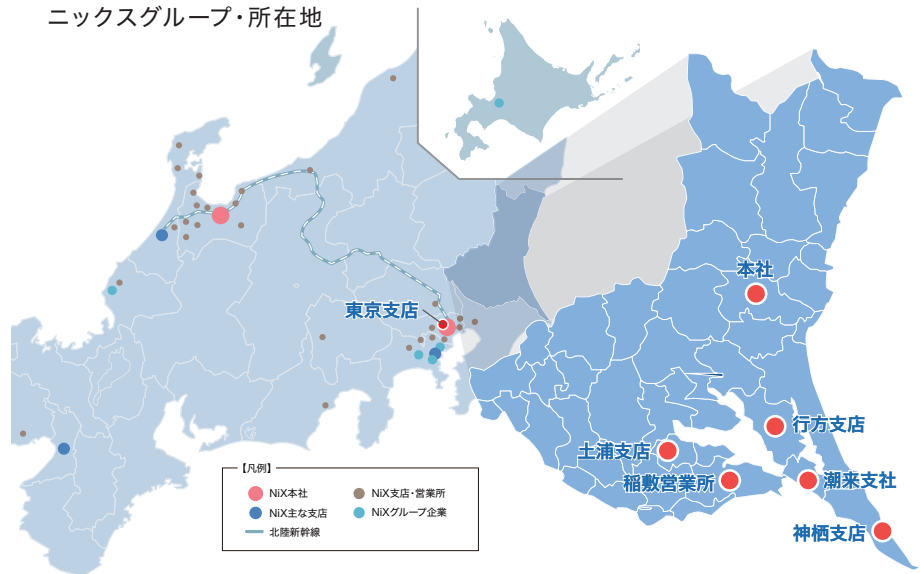 ニックスグループ・所在地
本社
東京支店
行方支店
土浦支店
稲敷営業所
潮来支社
神栖支店
【凡例】
NiX本社
NiX支店・営業所
NiX主な支店
NiXグループ企業
北陸新幹線